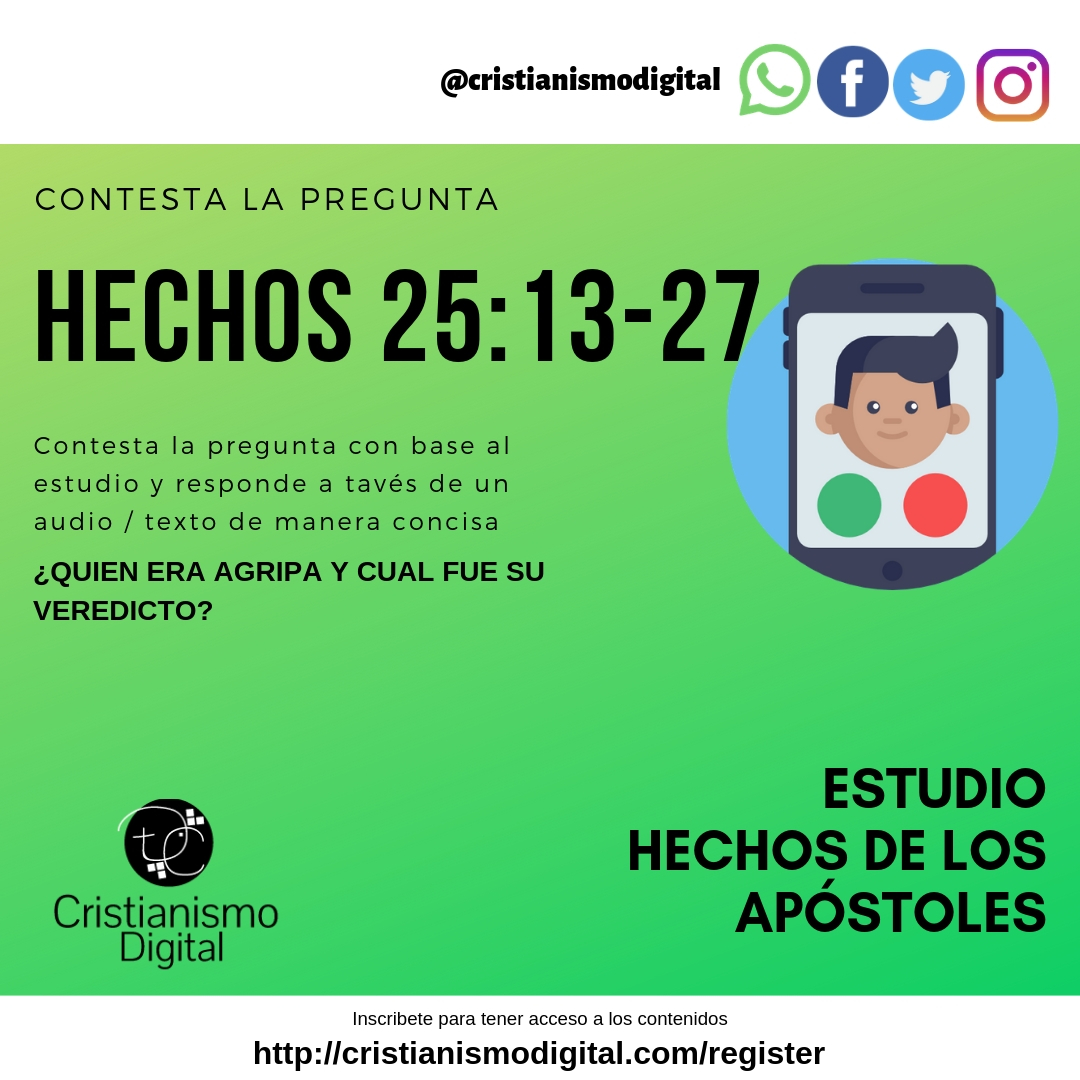 @cristianismodigital
CONTESTA LA PREGUNTA
HECHOS 25:13-27
Contesta la pregunta con base al
estudio y responde a tavés de un
audio / texto de manera concisa
¿QUIEN ERA AGRIPA Y CUAL FUE SU
VEREDICTO?
ESTUDIO
HECHOS DE LOS
APÓSTOLES
Cristianismo
Digital
Inscribete para tener acceso a los contenidos
http://cristianismodigital.com/register